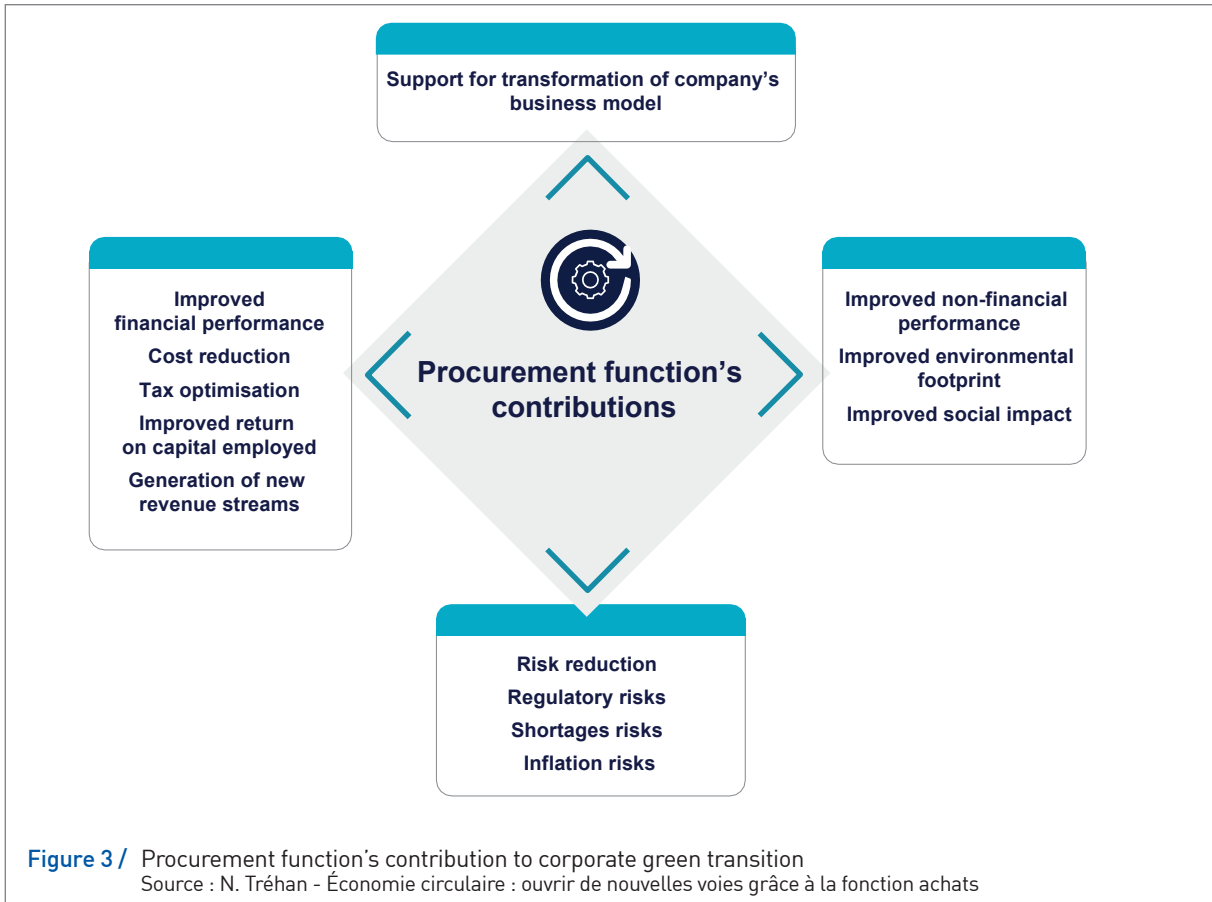 Support for transformation of company's
business model
Improved
financial performance
Cost reduction
Tax optimisation
Improved return
on capital employed
Generation of new
revenue streams
Procurement function's
contributions
Improved non-financial
performance
Improved environmental
footprint
Improved social impact
Risk reduction
Regulatory risks
Shortages risks
Inflation risks
Figure 3 / Procurement function's contribution to corporate green transition
Source : N. Tréhan - Économie circulaire : ouvrir de nouvelles voies grâce à la fonction achats